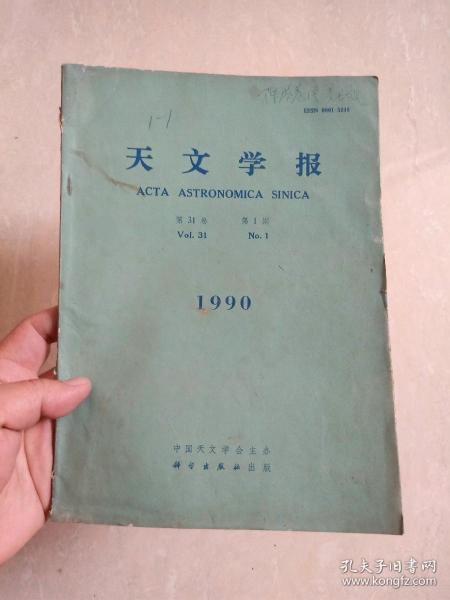 ISSN 0001-5245
1-1
天文学报
ACTA ASTRONOMICA SINICA
第31卷 第1期
Vol. 31 No. 1
1990
中国天文学会主办
科学出版社出版
孔夫子旧书网
www.kongfz.com